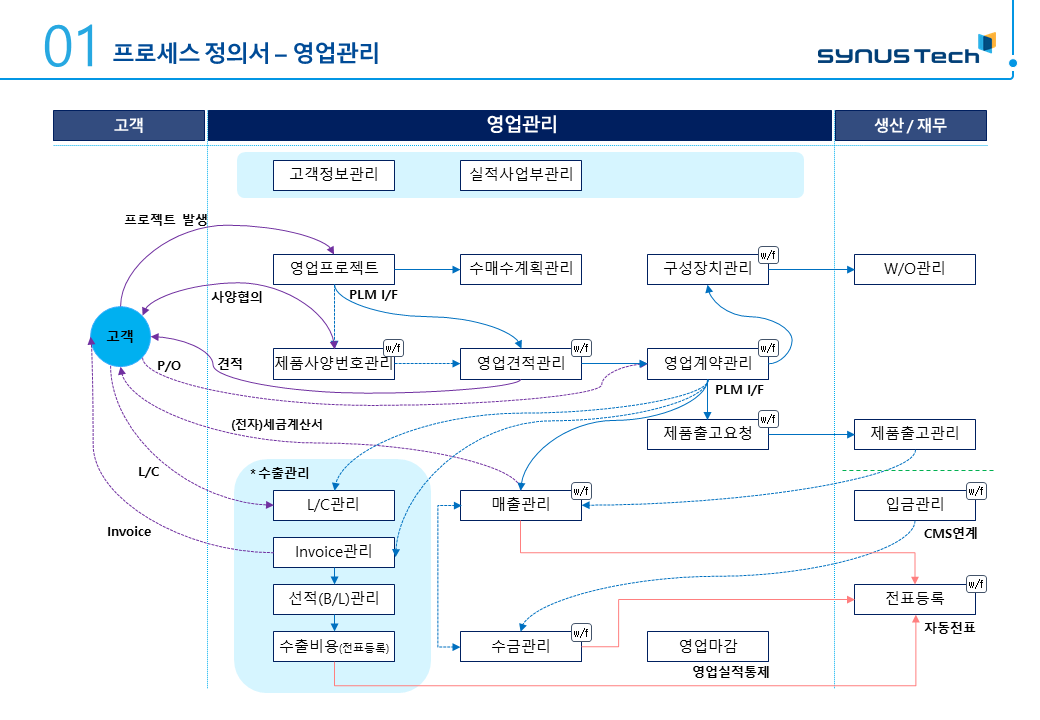 01 프로세스 정의서 – 영업관리
SYNUS Tech
고객
영업관리
생산 / 재무
고객정보관리
실적사업부관리
프로젝트 발생
영업프로젝트
수매수계획관리
w/f
구성장치관리
W/O관리
사양협의
PLM I/F
고객
w/f
제품사양번호관리
w/f
영업견적관리
w/f
영업계약관리
P/O
견적
PLM I/F
w/f
제품출고요청
제품출고관리
(전자)세금계산서
L/C
* 수출관리
L/C관리
w/f
매출관리
w/f
입금관리
CMS연계
Invoice
Invoice관리
선적(B/L)관리
w/f
전표등록
자동전표
수출비용(전표등록)
w/f
수금관리
영업마감
영업실적통제